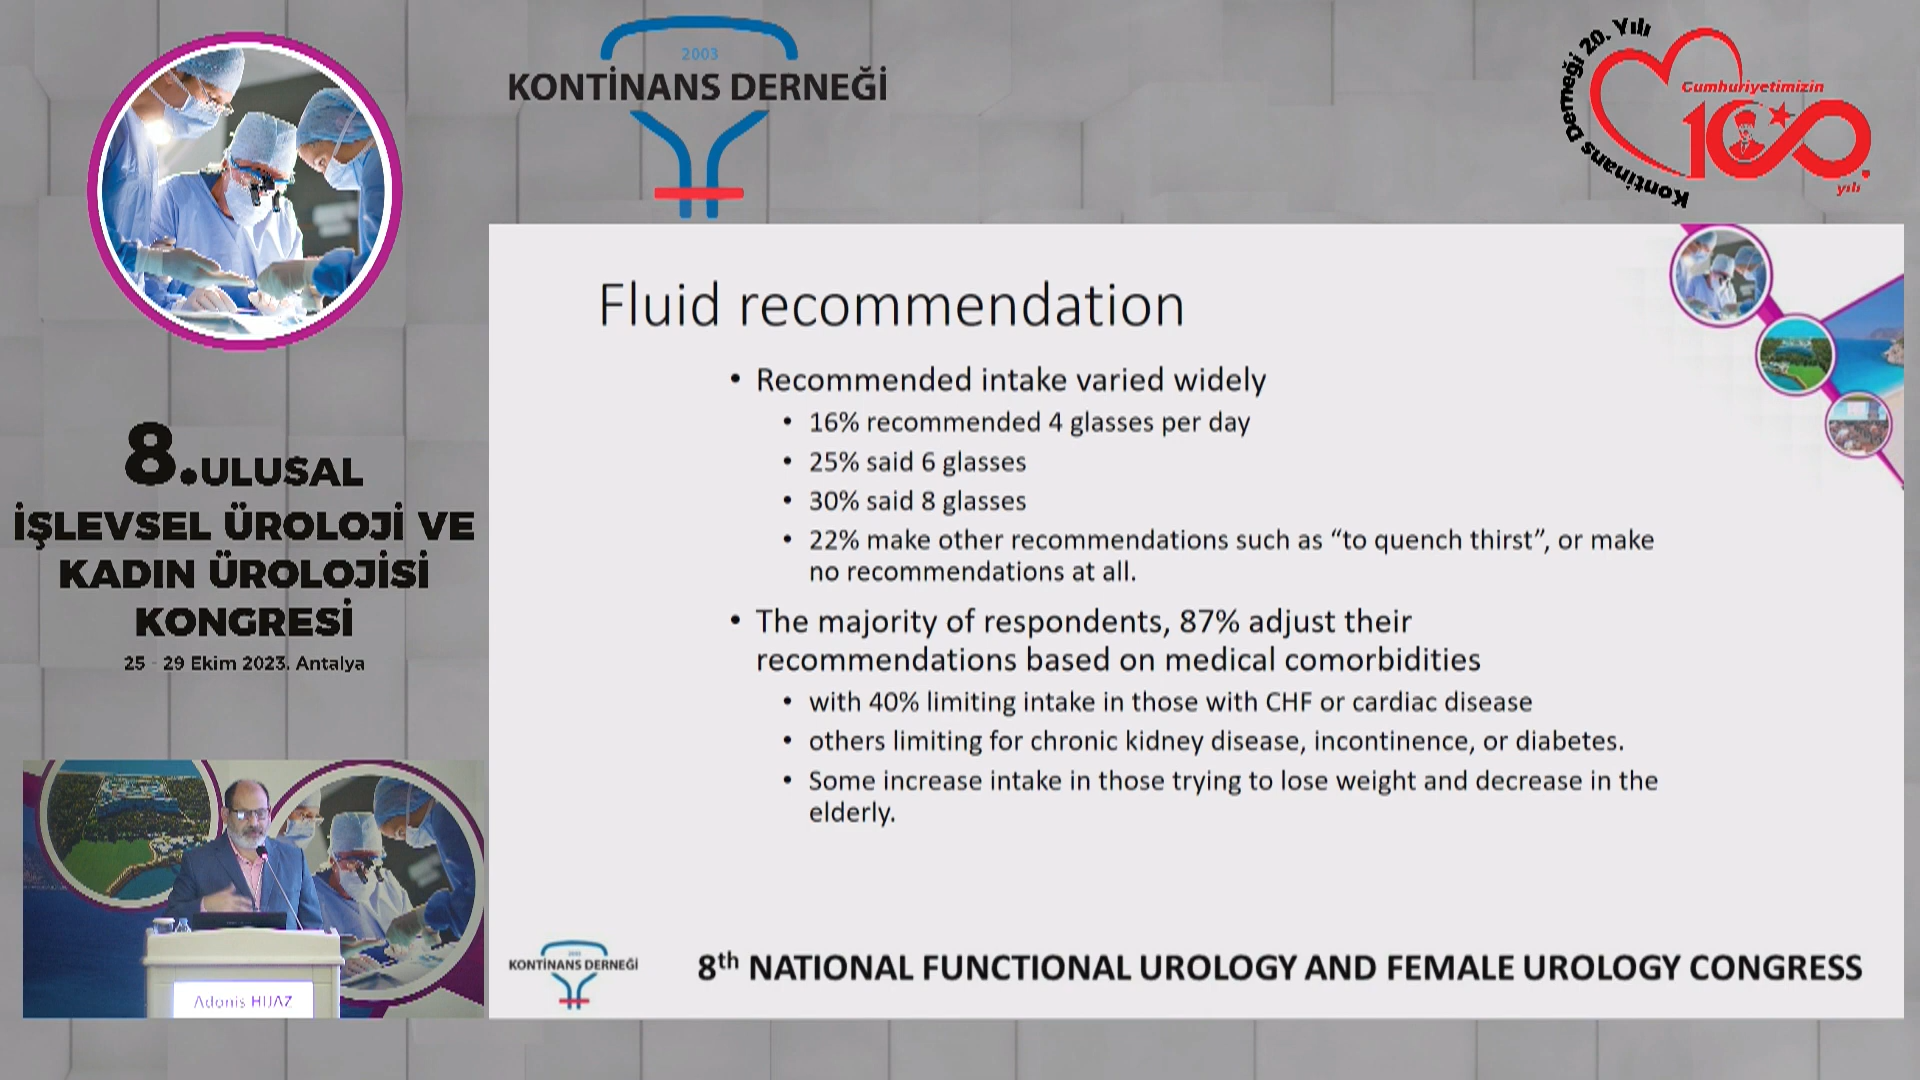 2003
KONTİNANS DERNEĞİ
Kontinans Derneği 20. Yılı
Cumhuriyetimizin
100.
yılı
8.ULUSAL
İŞLEVSEL ÜROLOJİ VE
KADIN ÜROLOJİSİ
KONGRESİ
25 - 29 Ekim 2023. Antalya
Adonis HIJAZ
Fluid recommendation
• Recommended intake varied widely
• 16% recommended 4 glasses per day
• 25% said 6 glasses
• 30% said 8 glasses
• 22% make other recommendations such as “to quench thirst”, or make
no recommendations at all.
• The majority of respondents, 87% adjust their
recommendations based on medical comorbidities
• with 40% limiting intake in those with CHF or cardiac disease
• others limiting for chronic kidney disease, incontinence, or diabetes.
• Some increase intake in those trying to lose weight and decrease in the
elderly.
KONTİNANS DERNEĞİ
8th NATIONAL FUNCTIONAL UROLOGY AND FEMALE UROLOGY CONGRESS